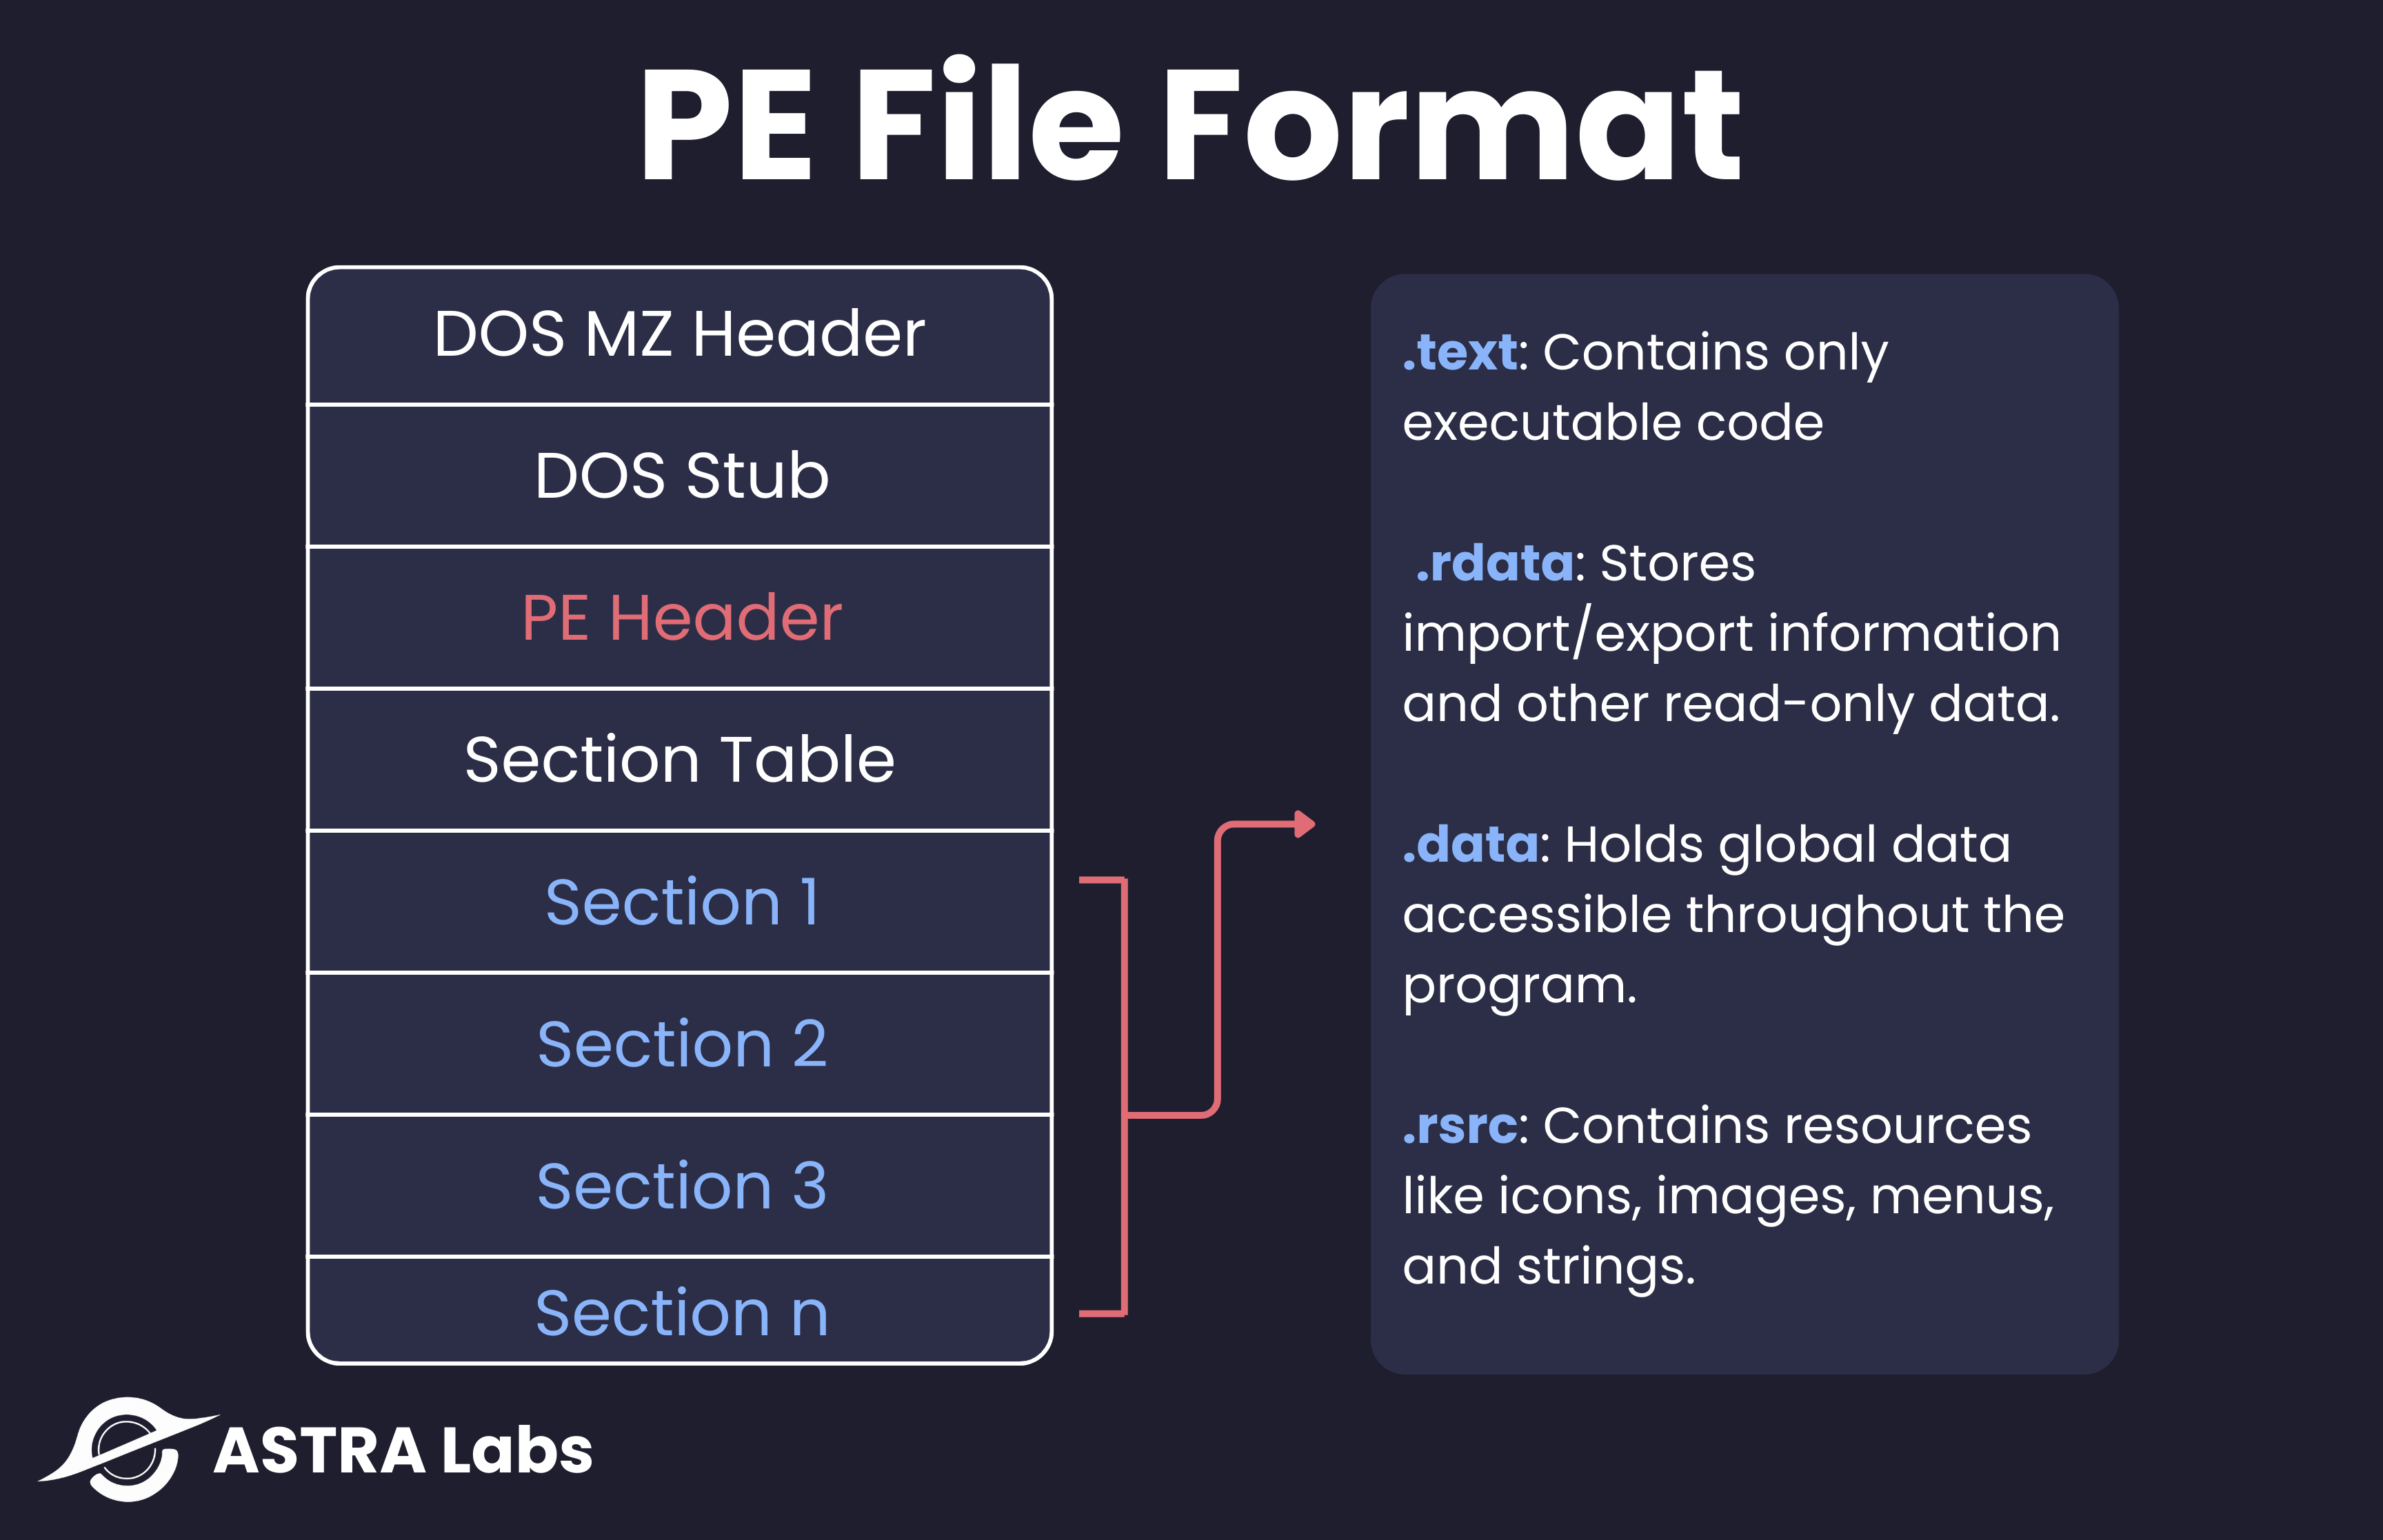 PE File Format
DOS MZ Header
DOS Stub
PE Header
Section Table
Section 1
Section 2
Section 3
Section n
.text: Contains only
executable code
.rdata: Stores
import/export information
and other read-only data.
.data: Holds global data
accessible throughout the
program.
.rsrc: Contains resources
like icons, images, menus,
and strings.
ASTRA Labs